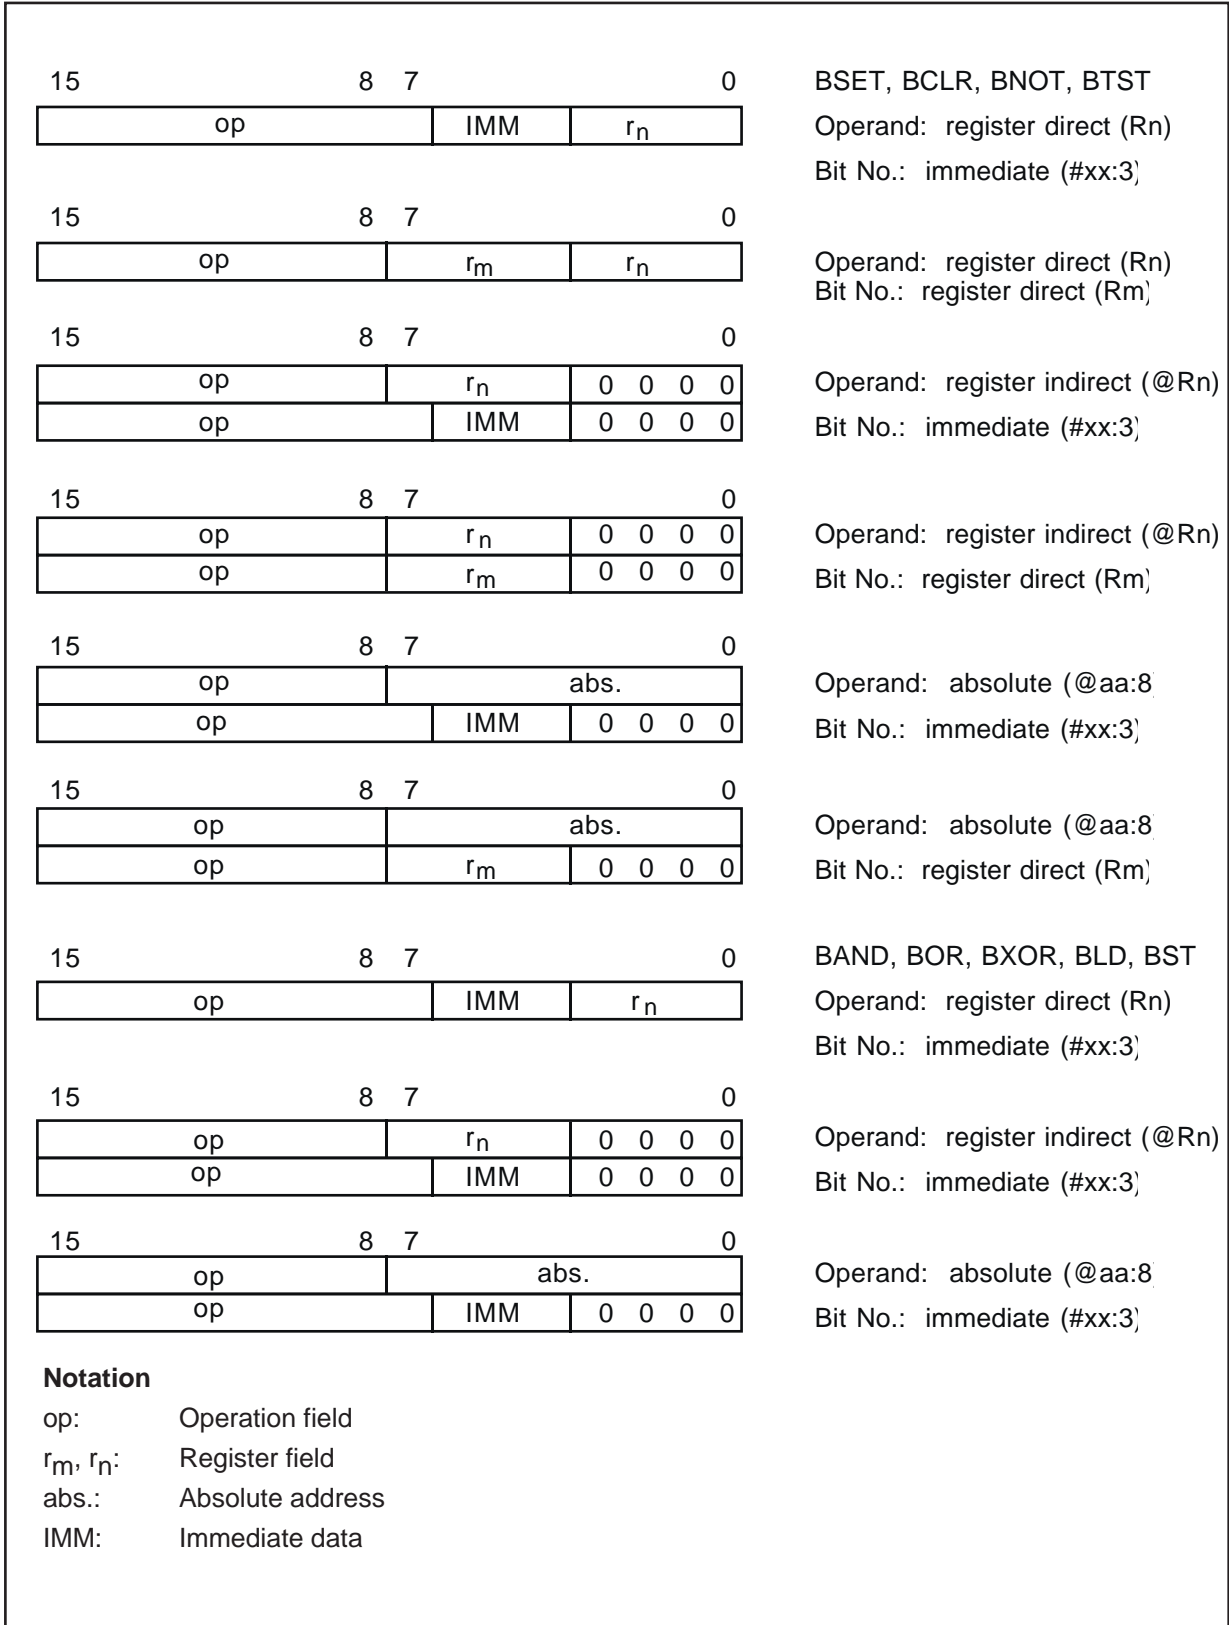 15 8 7 0 BSET, BCLR, BNOT, BTST
op IMM rn Operand: register direct (Rn)
Bit No.: immediate (#xx:3)
15 8 7 0
op rm rn Operand: register direct (Rn)
Bit No.: register direct (Rm)
15 8 7 0
op rn 0 0 0 0 Operand: register indirect (@Rn)
op IMM 0 0 0 0 Bit No.: immediate (#xx:3)
15 8 7 0
op rn 0 0 0 0 Operand: register indirect (@Rn)
op rm 0 0 0 0 Bit No.: register direct (Rm)
15 8 7 0
op abs. Operand: absolute (@aa:8)
op IMM 0 0 0 0 Bit No.: immediate (#xx:3)
15 8 7 0
op abs. Operand: absolute (@aa:8)
op rm 0 0 0 0 Bit No.: register direct (Rm)
15 8 7 0 BAND, BOR, BXOR, BLD, BST
op IMM rn Operand: register direct (Rn)
Bit No.: immediate (#xx:3)
15 8 7 0
op rn 0 0 0 0 Operand: register indirect (@Rn)
op IMM 0 0 0 0 Bit No.: immediate (#xx:3)
15 8 7 0
op abs. Operand: absolute (@aa:8)
op IMM 0 0 0 0 Bit No.: immediate (#xx:3)
Notation
op: Operation field
rm, rn: Register field
abs.: Absolute address
IMM: Immediate data